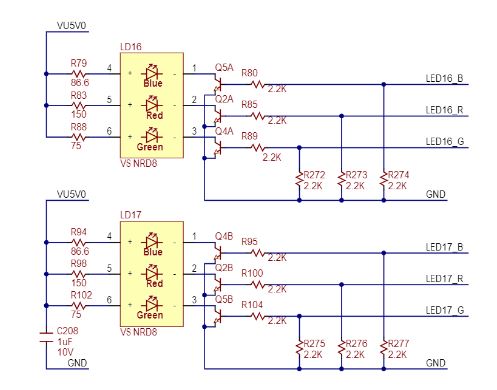 VU5V0
LD16
R79 4 + Blue - 1 Q5A R80 LED16_B
86.6 2.2K
R83 5 + Red - 2 Q2A R85 LED16_R
150 2.2K
R88 6 + Green - 3 Q4A R89 LED16_G
75 2.2K
VS NRD8
R272 R273 R274
2.2K 2.2K 2.2K
GND
VU5V0
LD17
R94 4 + Blue - 1 Q4B R95 LED17_B
86.6 2.2K
R98 5 + Red - 2 Q2B R100 LED17_R
150 2.2K
R102 6 + Green - 3 Q5B R104 LED17_G
75 2.2K
VS NRD8
C208
1uF
10V
R275 R276 R277
2.2K 2.2K 2.2K
GND GND